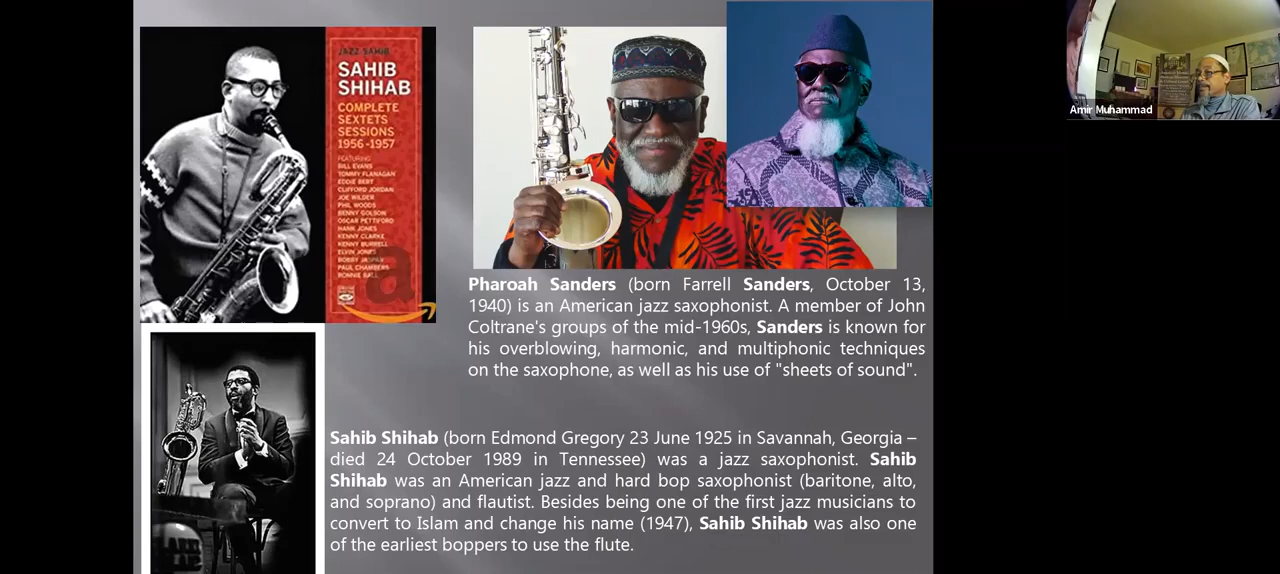 JAZZ SAHIB
SAHIB
SHIHAB
COMPLETE
SEXTETS
SESSIONS
1956-1957
FEATURING
BILL EVANS
TOMMY FLANAGAN
EDDIE BERT
CLIFFORD JORDAN
JOE WILDER
PHIL WOODS
BENNY GOLSON
OSCAR PETTIFORD
HANK JONES
KENNY CLARKE
KENNY BURRELL
ELVIN JONES
BOBBY JASPAR
PAUL CHAMBERS
RONNIE BALL
a
Pharoah Sanders (born Farrell Sanders, October 13,
1940) is an American jazz saxophonist. A member of John
Coltrane's groups of the mid-1960s, Sanders is known for
his overblowing, harmonic, and multiphonic techniques
on the saxophone, as well as his use of "sheets of sound".
Sahib Shihab (born Edmond Gregory 23 June 1925 in Savannah, Georgia –
died 24 October 1989 in Tennessee) was a jazz saxophonist. Sahib
Shihab was an American jazz and hard bop saxophonist (baritone, alto,
and soprano) and flautist. Besides being one of the first jazz musicians to
convert to Islam and change his name (1947), Sahib Shihab was also one
of the earliest boppers to use the flute.
Amir Muhammad